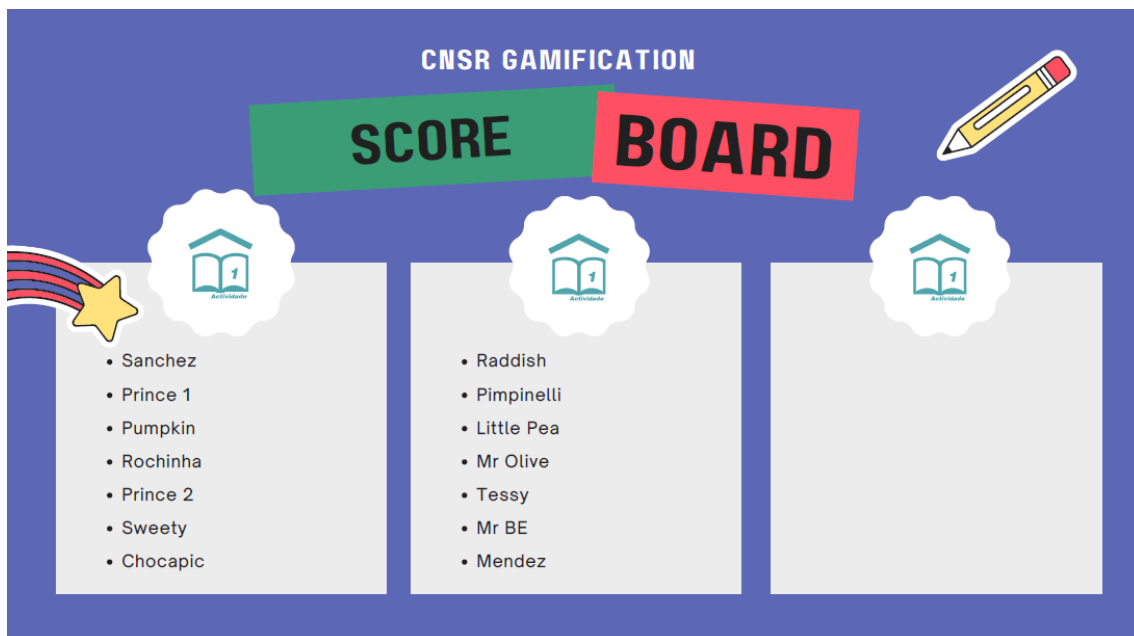 CNSR GAMIFICATION
SCORE BOARD
1
Actividade
1
Actividade
1
Actividade
• Sanchez
• Prince 1
• Pumpkin
• Rochinha
• Prince 2
• Sweety
• Chocapic
• Raddish
• Pimpinelli
• Little Pea
• Mr Olive
• Tessy
• Mr BE
• Mendez